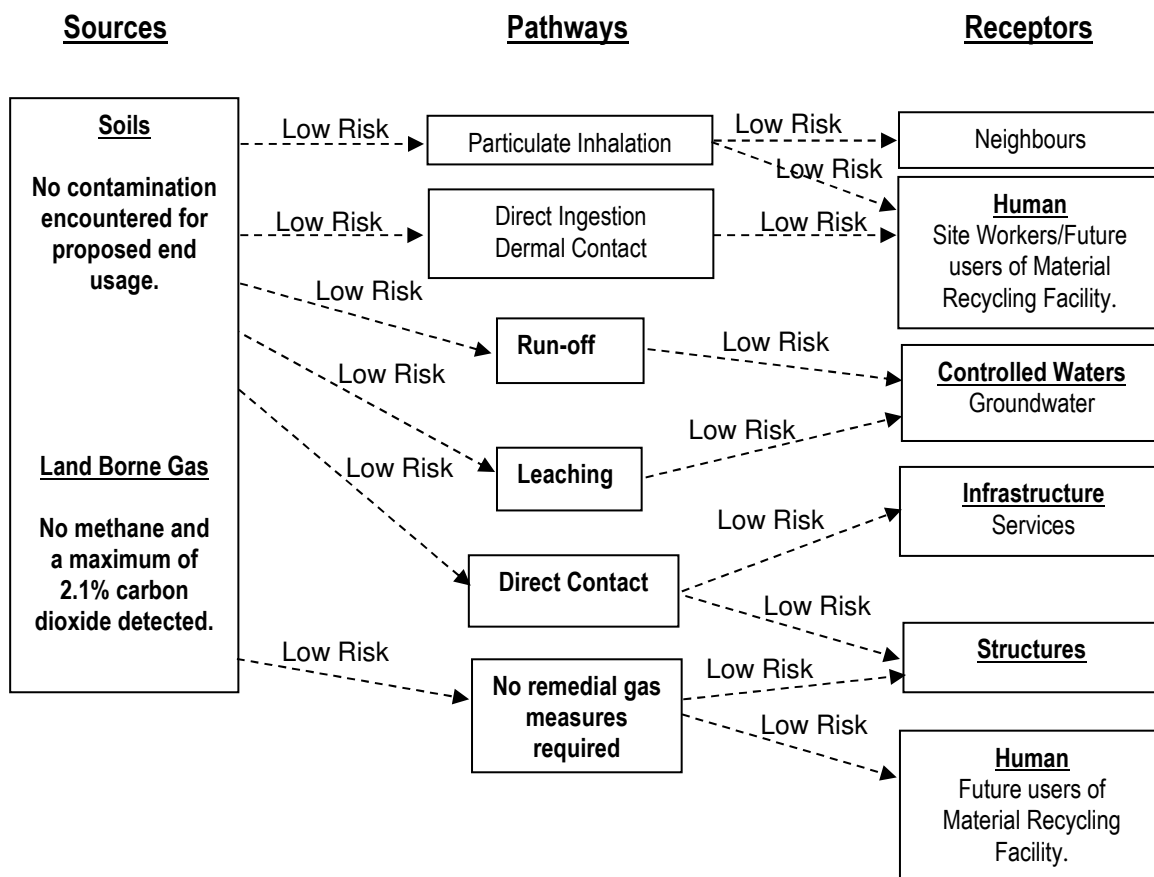 Sources
Pathways
Receptors
Soils
No contamination
encountered for
proposed end
usage.
Land Borne Gas
No methane and
a maximum of
2.1% carbon
dioxide detected.
Low Risk
Low Risk
Low Risk
Low Risk
Low Risk
Low Risk
Particulate Inhalation
Direct Ingestion
Dermal Contact
Run-off
Leaching
Direct Contact
No remedial gas
measures
required
Low Risk
Low Risk
Low Risk
Low Risk
Low Risk
Low Risk
Low Risk
Low Risk
Low Risk
Neighbours
Human
Site Workers/Future
users of Material
Recycling Facility.
Controlled Waters
Groundwater
Infrastructure
Services
Structures
Human
Future users of
Material Recycling
Facility.